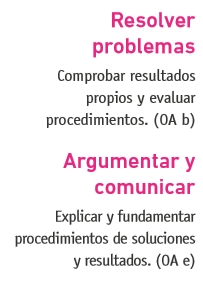 Resolver
problemas
Comprobar resultados
propios y evaluar
procedimientos. (OA b)
Argumentar y
comunicar
Explicar y fundamentar
procedimientos de soluciones
y resultados. (OA e)